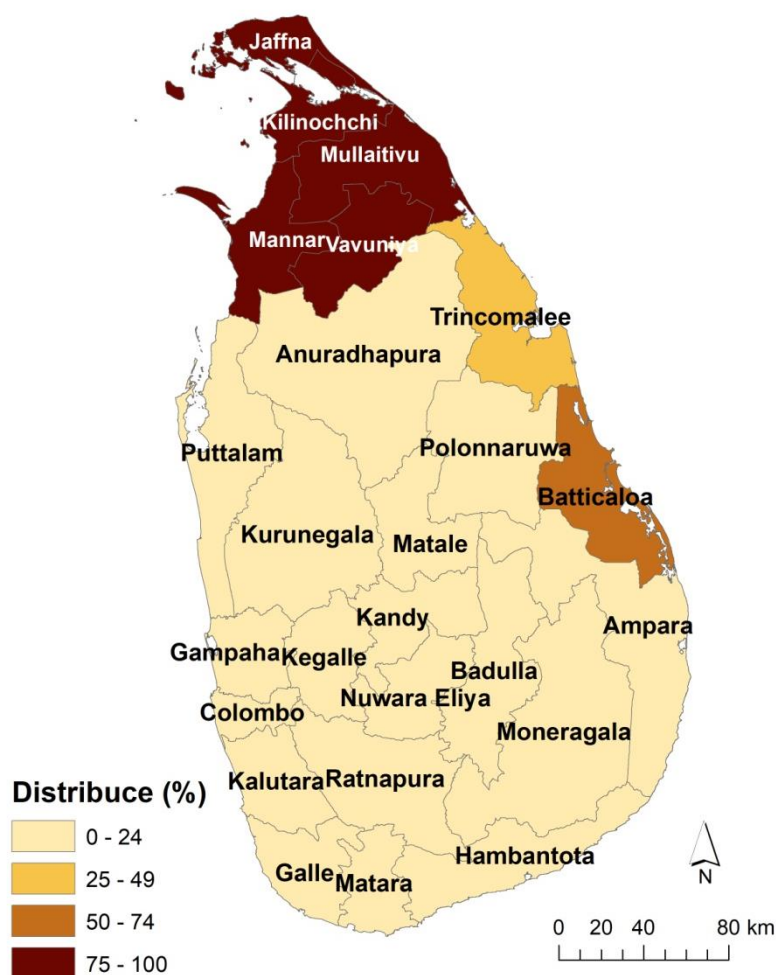 Jaffna
Kilinochchi
Mullaitivu
Mannar
Vavuniya
Trincomalee
Anuradhapura
Puttalam
Polonnaruwa
Batticaloa
Kurunegala
Matale
Kandy
Ampara
Gampaha
Kegalle
Badulla
Nuwara Eliya
Colombo
Moneragala
Kalutara
Ratnapura
Hambantota
Galle
Matara
Distribuce (%)
0 - 24
25 - 49
50 - 74
75 - 100
N
0 20 40 80 km